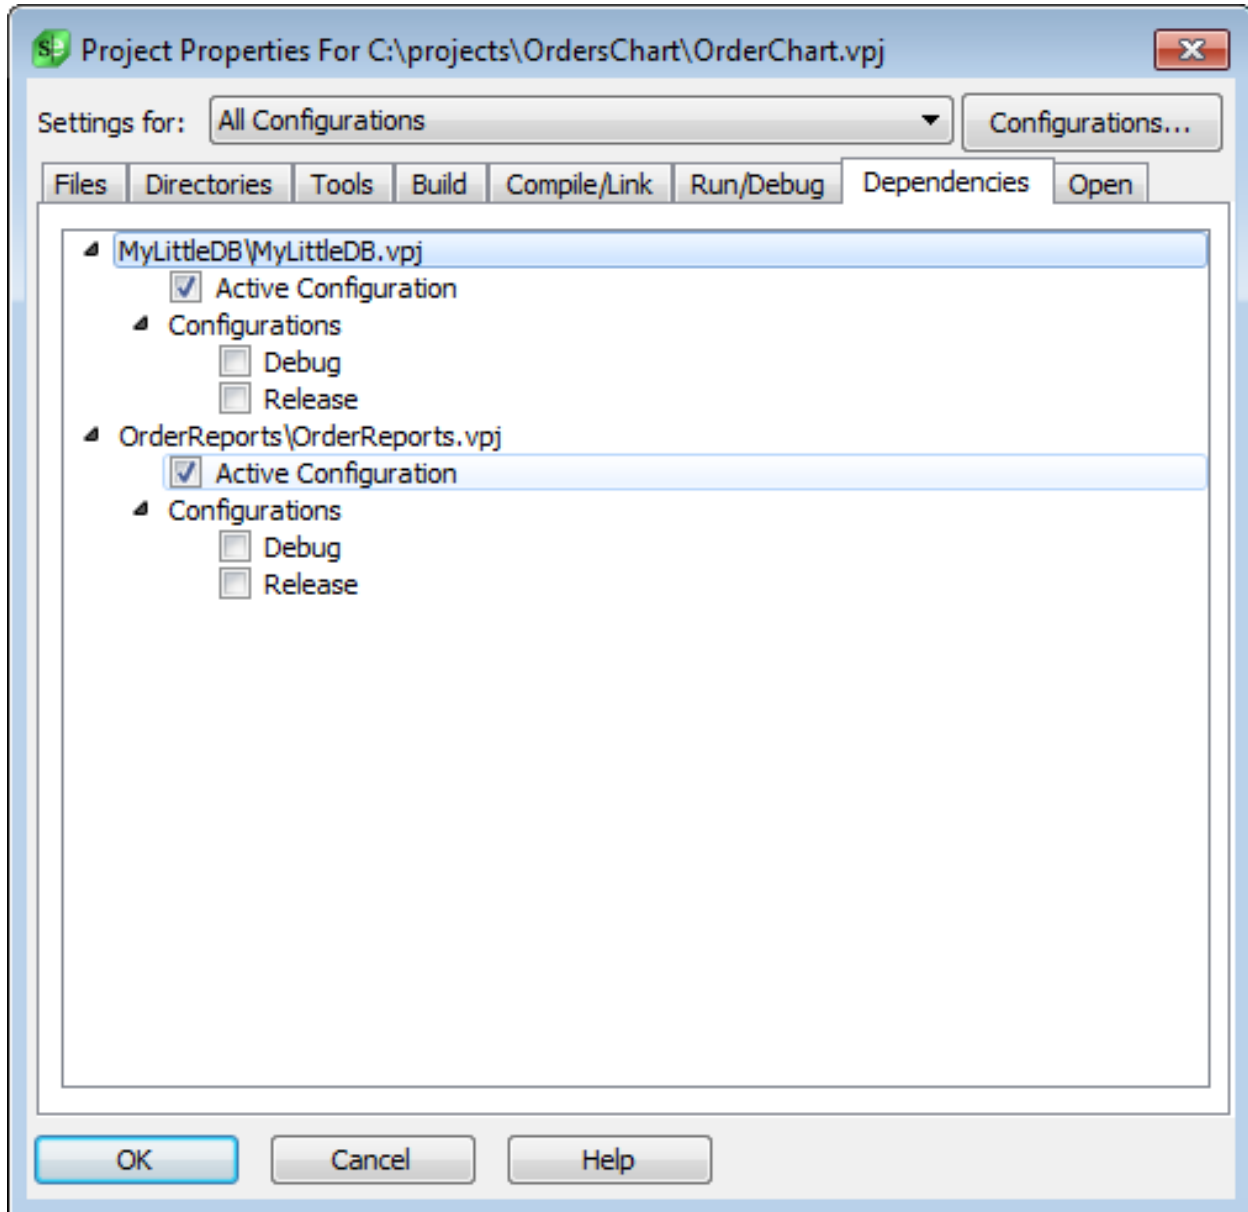 Project Properties For C:\projects\OrdersChart\OrderChart.vpj
Settings for: All Configurations Configurations...
Files Directories Tools Build Compile/Link Run/Debug Dependencies Open
MyLittleDB\MyLittleDB.vpj
Active Configuration
Configurations
Debug
Release
OrderReports\OrderReports.vpj
Active Configuration
Configurations
Debug
Release
OK Cancel Help